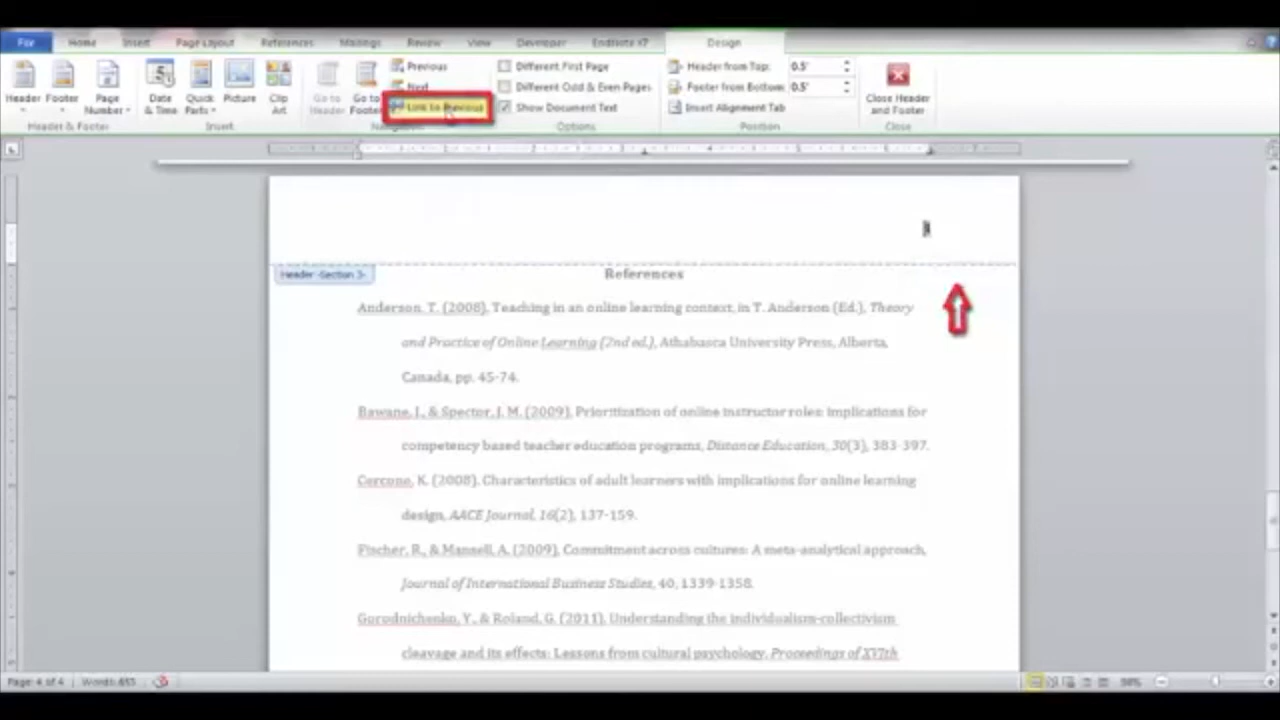 File Home Insert Page Layout References Mailings Review View Developer EndNote X7 Design
Header Footer Page Number
Date & Time Quick Parts Picture Clip Art
Go to Header Go to Footer
Previous
Next
Link to Previous
Different First Page
Different Odd & Even Pages
Show Document Text
Header from Top: 0.5"
Footer from Bottom: 0.5"
Insert Alignment Tab
Close Header and Footer
Header & Footer Insert Navigation Options Position Close
Header -Section 3-
References
Anderson, T. (2008). Teaching in an online learning context, in T. Anderson (Ed.), Theory
and Practice of Online Learning (2nd ed.), Athabasca University Press, Alberta,
Canada, pp. 45-74.
Bawane, J., & Spector, J. M. (2009). Prioritization of online instructor roles: implications for
competency based teacher education programs, Distance Education, 30(3), 383-397.
Cercone, K. (2008). Characteristics of adult learners with implications for online learning
design, AACE Journal, 16(2), 137-159.
Fischer, R., & Mansell, A. (2009). Commitment across cultures: A meta-analytical approach,
Journal of International Business Studies, 40, 1339-1358.
Gorodnichenko, Y., & Roland, G. (2011). Understanding the individualism-collectivism
cleavage and its effects: Lessons from cultural psychology. Proceedings of XVIth
Page: 4 of 4 Words: 98%